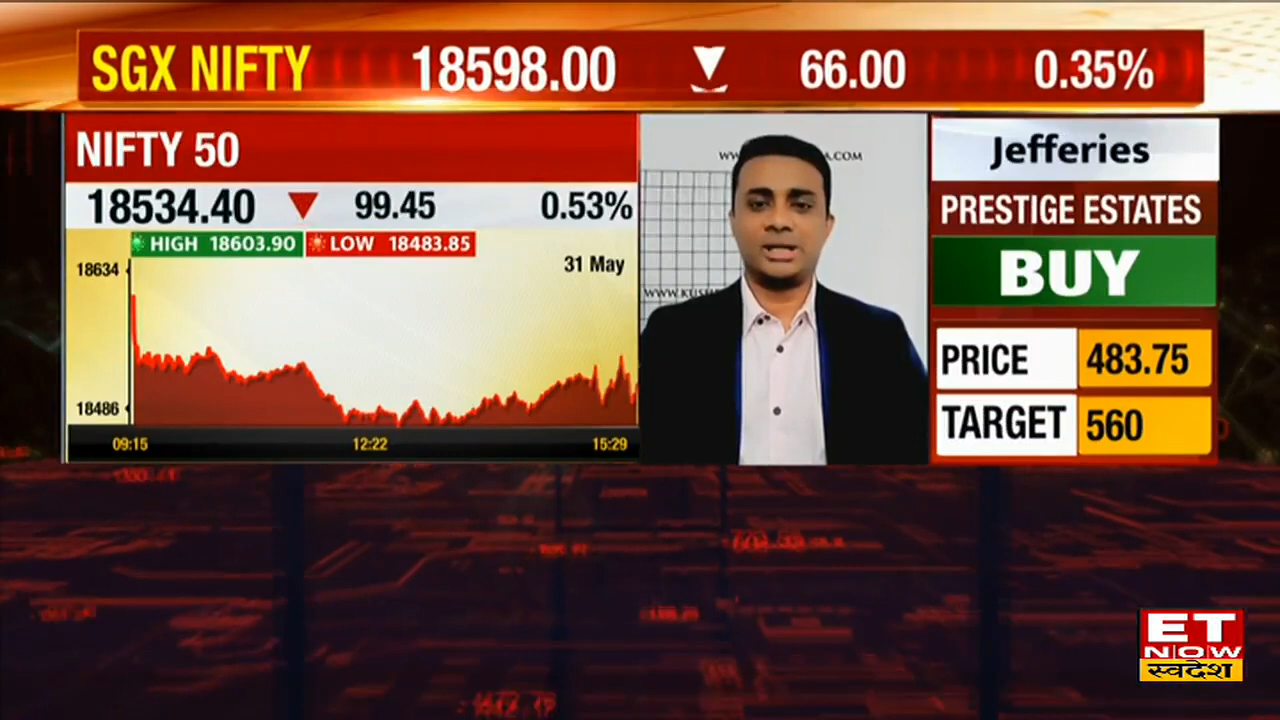 SGX NIFTY 18598.00 66.00 0.35%
NIFTY 50
18534.40 99.45 0.53%
HIGH 18603.90 LOW 18483.85
31 May
18634
18486
09:15 12:22 15:29
.COM
Jefferies
PRESTIGE ESTATES
BUY
PRICE 483.75
TARGET 560
ET
NOW
स्वदेश